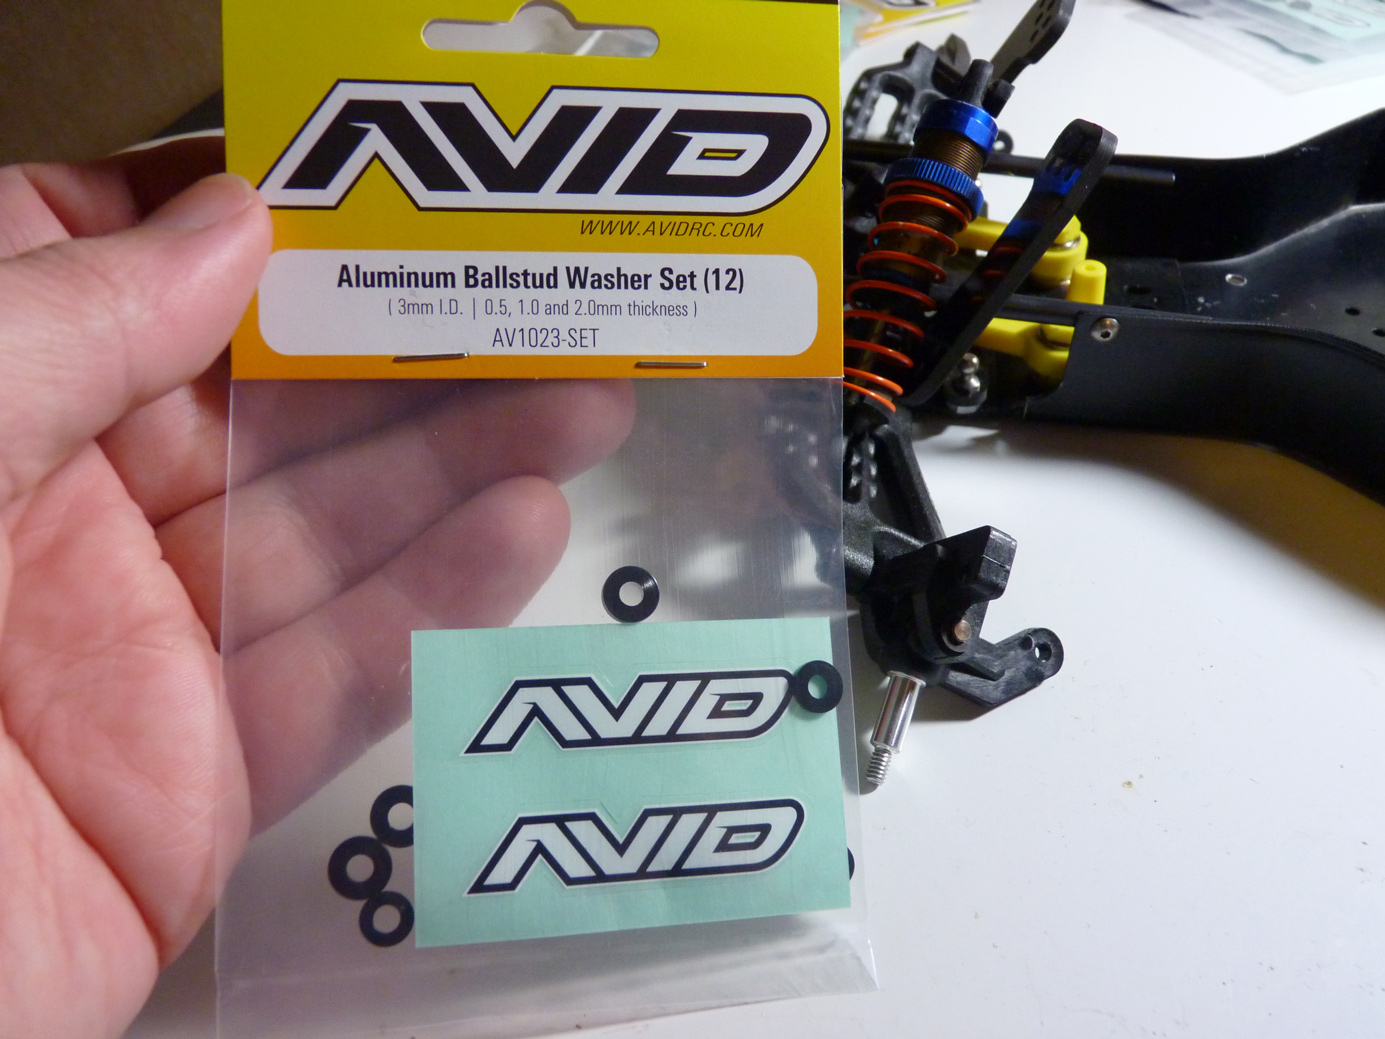 AVID
WWW.AVIDRC.COM
Aluminum Ballstud Washer Set (12)
( 3mm I.D. | 0.5, 1.0 and 2.0mm thickness )
AV1023-SET
AVID
AVID